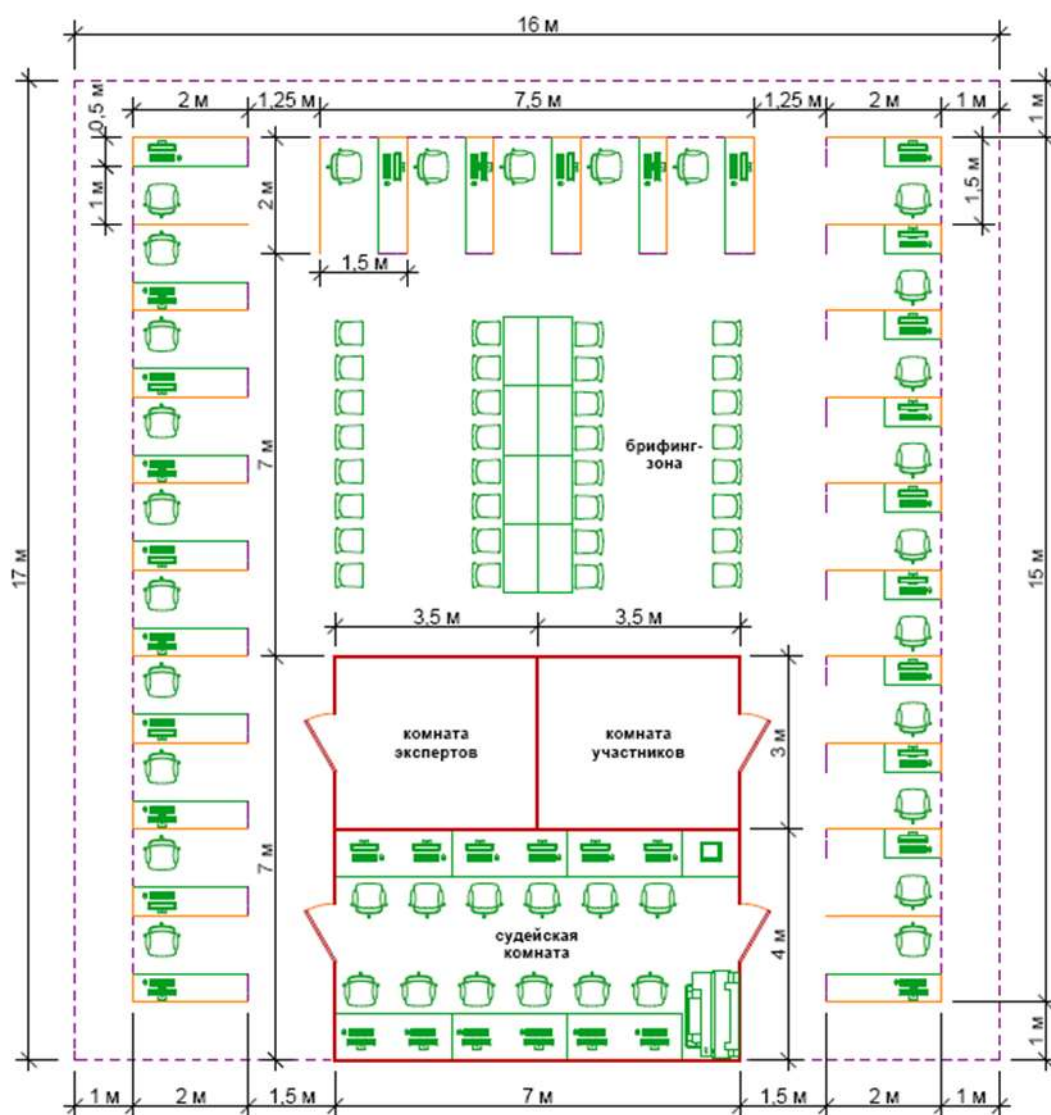 16 м
2 м
1,25 м
7,5 м
1,25 м
2 м
1 м
0,5 м
1 м
1 м
2 м
1,5 м
1,5 м
брифинг-
зона
7 м
17 м
15 м
3,5 м
3,5 м
комната
экспертов
комната
участников
3 м
7 м
судейская
комната
4 м
1 м
1 м
2 м
1,5 м
7 м
1,5 м
2 м
1 м